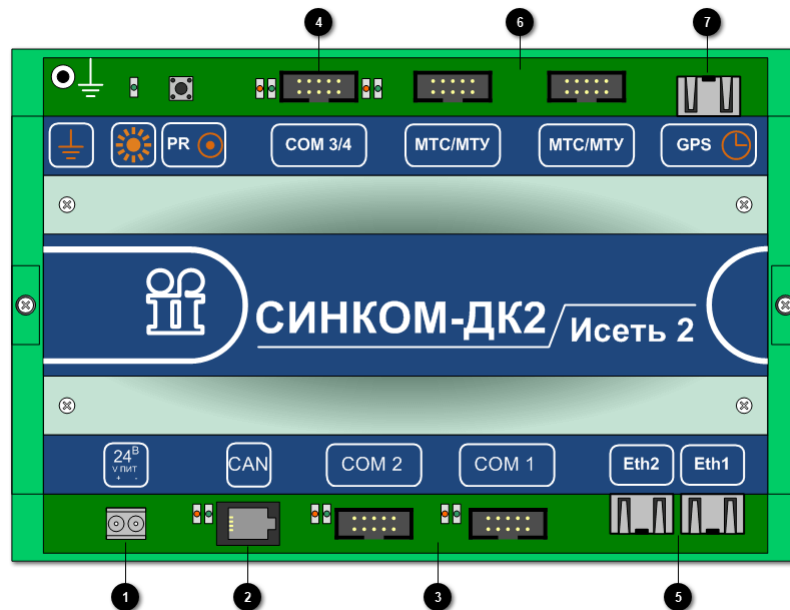 4 6 7
PR COM 3/4 МТС/МТУ МТС/МТУ GPS
СИНКОМ-ДК2 Исеть 2
24 В CAN COM 2 COM 1 Eth2 Eth1
V ПИТ
+ -
1 2 3 5